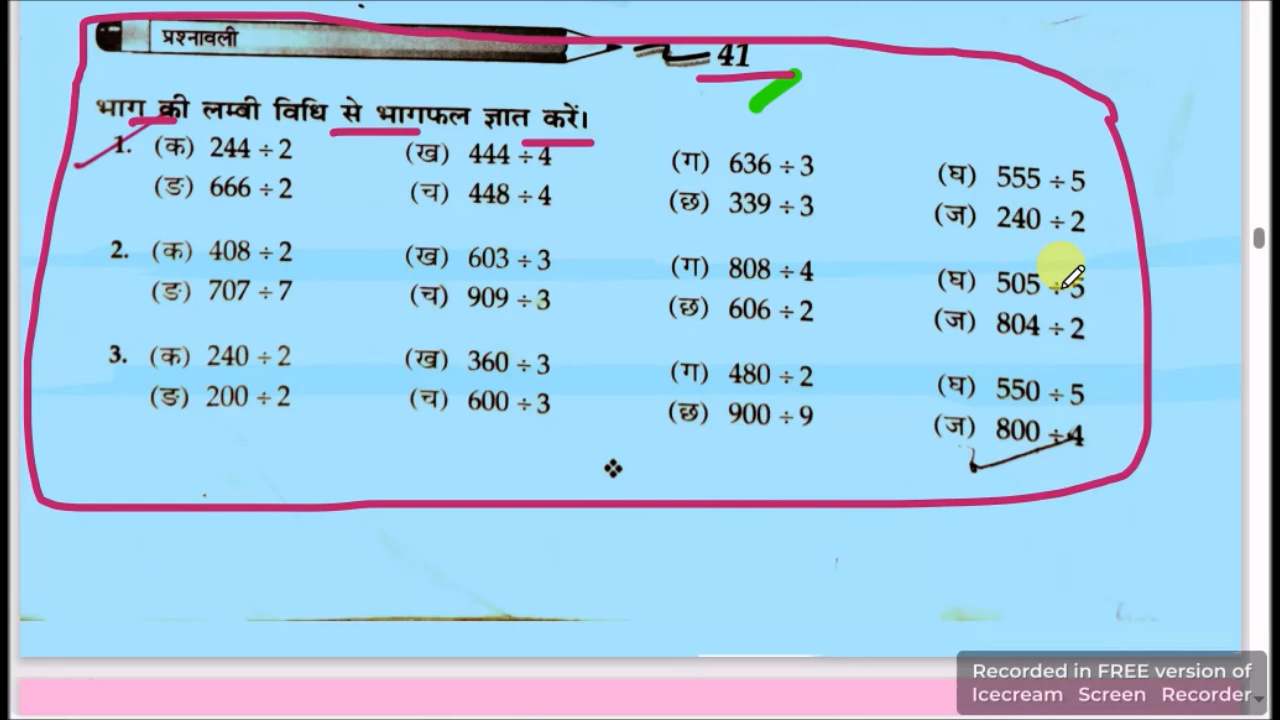 प्रश्नावली 41
भाग की लम्बी विधि से भागफल ज्ञात करें।
1. (क) 244 ÷ 2 (ख) 444 ÷ 4 (ग) 636 ÷ 3 (घ) 555 ÷ 5
(ङ) 666 ÷ 2 (च) 448 ÷ 4 (छ) 339 ÷ 3 (ज) 240 ÷ 2
2. (क) 408 ÷ 2 (ख) 603 ÷ 3 (ग) 808 ÷ 4 (घ) 505 ÷ 5
(ङ) 707 ÷ 7 (च) 909 ÷ 3 (छ) 606 ÷ 2 (ज) 804 ÷ 2
3. (क) 240 ÷ 2 (ख) 360 ÷ 3 (ग) 480 ÷ 2 (घ) 550 ÷ 5
(ङ) 200 ÷ 2 (च) 600 ÷ 3 (छ) 900 ÷ 9 (ज) 800 ÷ 4
Recorded in FREE version of
Icecream Screen Recorder